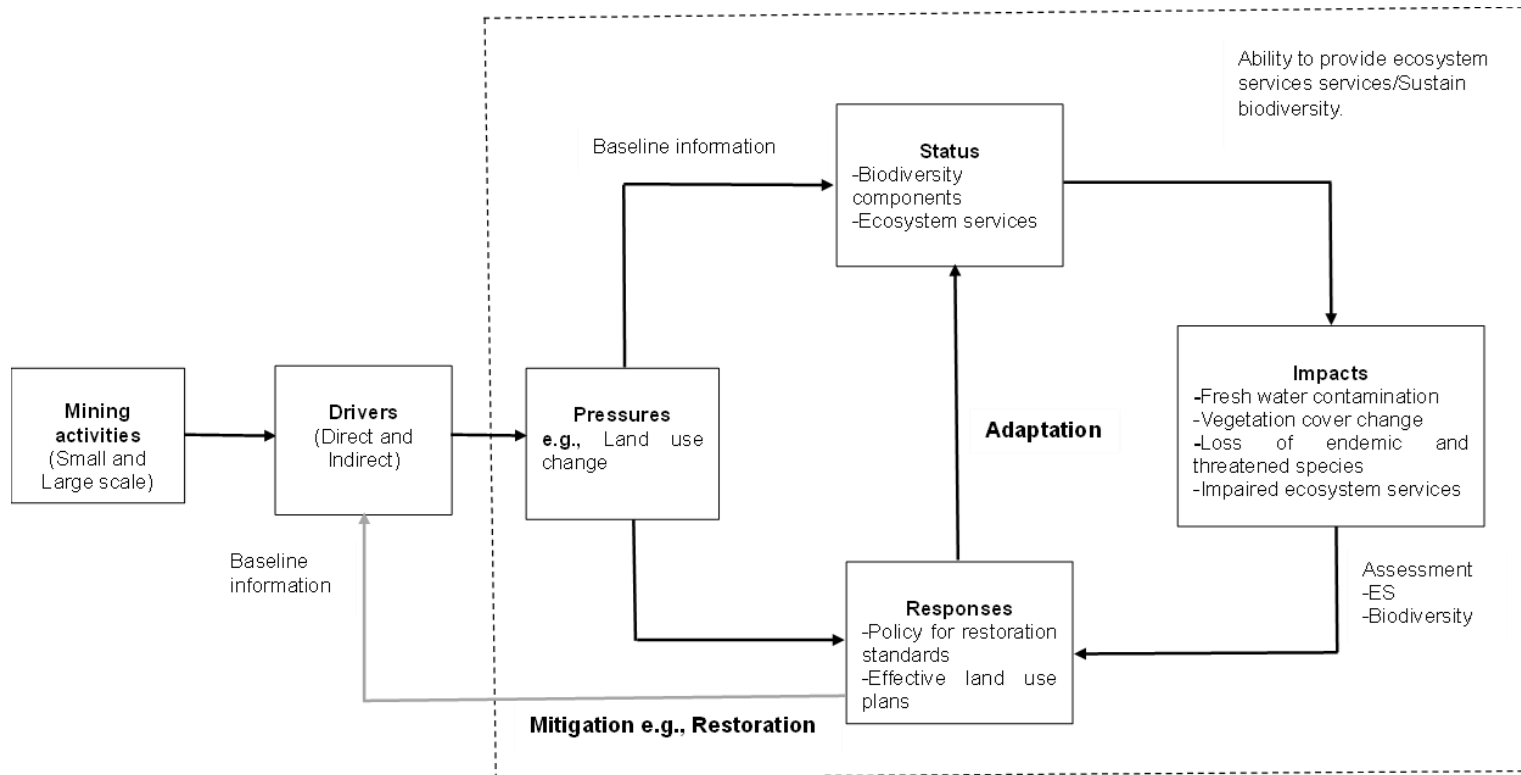 Ability to provide ecosystem
services services/Sustain
biodiversity.
Baseline information
Status
-Biodiversity
components
-Ecosystem services
Mining
activities
(Small and
Large scale)
Drivers
(Direct and
Indirect)
Pressures
e.g., Land use
change
Adaptation
Impacts
-Fresh water contamination
-Vegetation cover change
-Loss of endemic and
threatened species
-Impaired ecosystem services
Baseline
information
Responses
-Policy for restoration
standards
-Effective land use
plans
Assessment
-ES
-Biodiversity
Mitigation e.g., Restoration